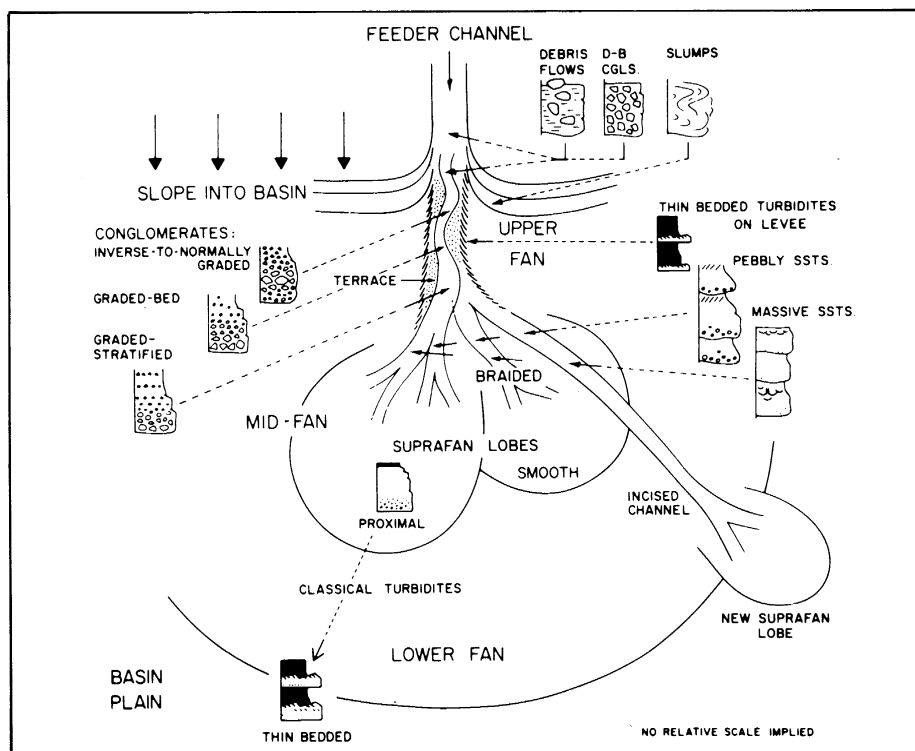 FEEDER CHANNEL
DEBRIS
FLOWS
D-B
CGLS.
SLUMPS
SLOPE INTO BASIN
THIN BEDDED TURBIDITES
ON LEVEE
CONGLOMERATES:
INVERSE-TO-NORMALLY
GRADED
UPPER
FAN
PEBBLY SSTS.
TERRACE
GRADED-BED
MASSIVE SSTS.
GRADED-
STRATIFIED
BRAIDED
MID-FAN
SUPRAFAN LOBES
SMOOTH
INCISED
CHANNEL
PROXIMAL
CLASSICAL TURBIDITES
NEW SUPRAFAN
LOBE
LOWER FAN
BASIN
PLAIN
THIN BEDDED
NO RELATIVE SCALE IMPLIED